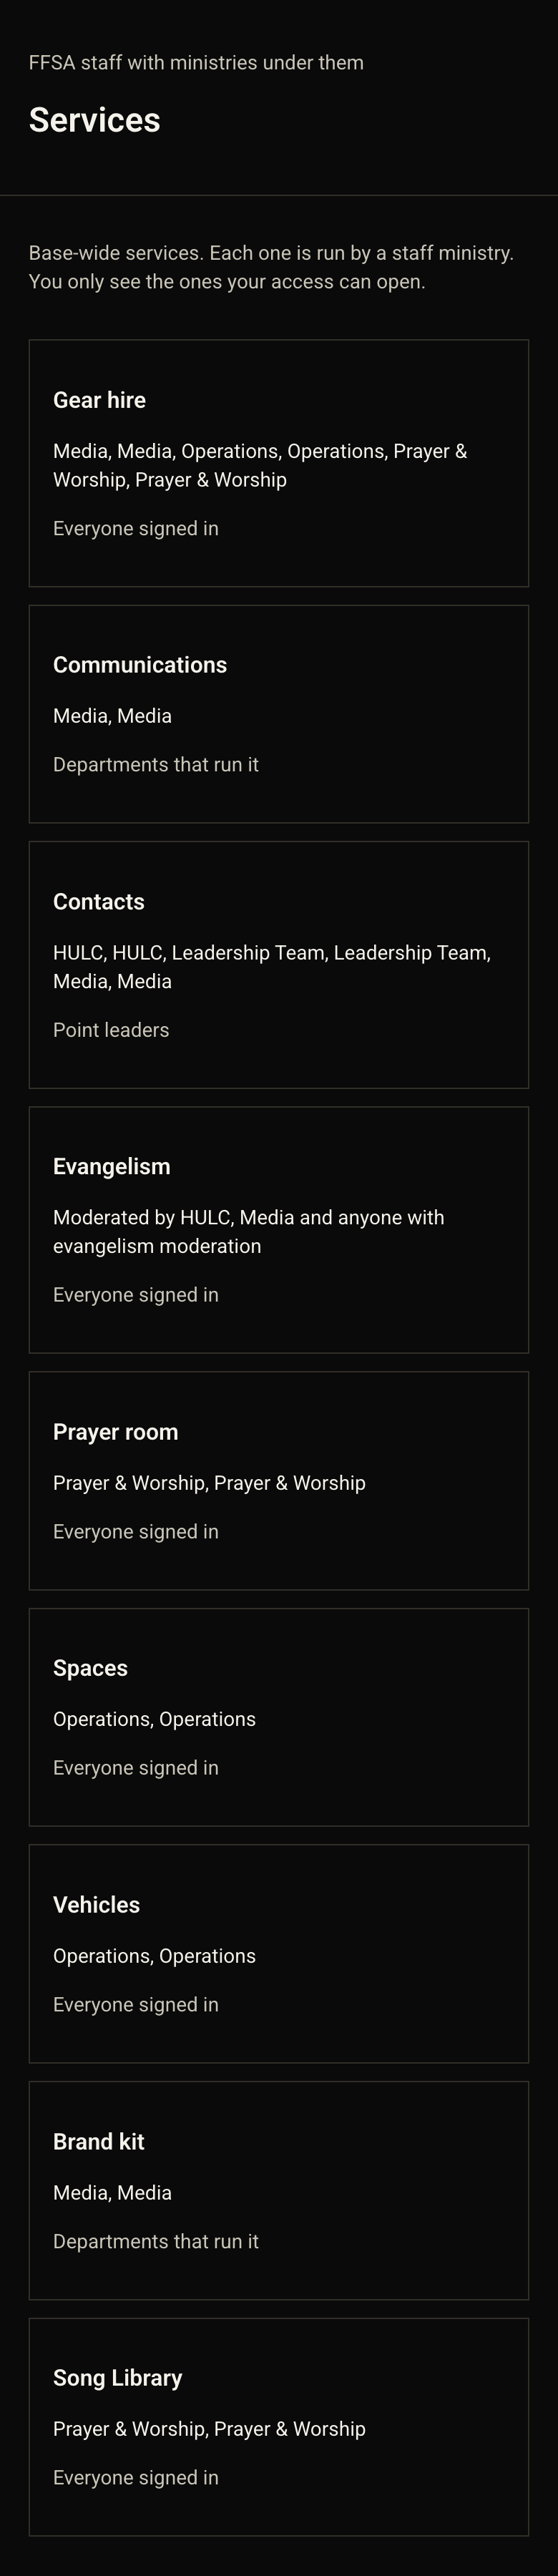 FFSA staff with ministries under them
Services
Base-wide services. Each one is run by a staff ministry.
You only see the ones your access can open.
Gear hire
Media, Media, Operations, Operations, Prayer &
Worship, Prayer & Worship
Everyone signed in
Communications
Media, Media
Departments that run it
Contacts
HULC, HULC, Leadership Team, Leadership Team,
Media, Media
Point leaders
Evangelism
Moderated by HULC, Media and anyone with
evangelism moderation
Everyone signed in
Prayer room
Prayer & Worship, Prayer & Worship
Everyone signed in
Spaces
Operations, Operations
Everyone signed in
Vehicles
Operations, Operations
Everyone signed in
Brand kit
Media, Media
Departments that run it
Song Library
Prayer & Worship, Prayer & Worship
Everyone signed in